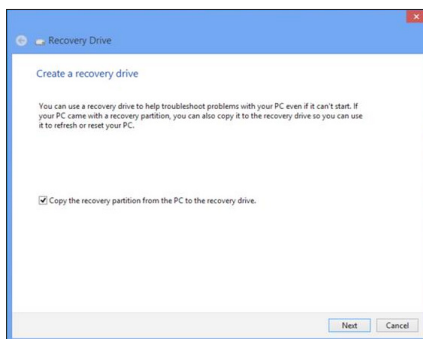 Recovery Drive
Create a recovery drive
You can use a recovery drive to help troubleshoot problems with your PC even if it can't start. If
your PC came with a recovery partition, you can also copy it to the recovery drive so you can use
it to refresh or reset your PC.
Copy the recovery partition from the PC to the recovery drive.
Next Cancel